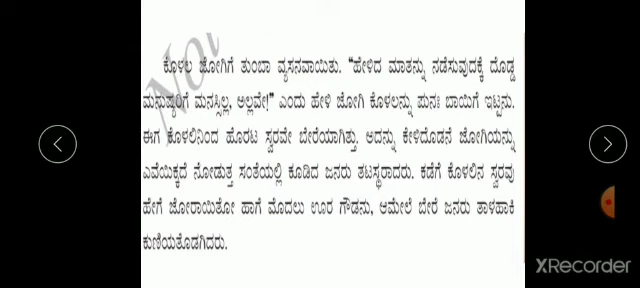 ಕೊಳಲ ಜೋಗಿಗೆ ತುಂಬಾ ವ್ಯಸನವಾಯಿತು. "ಹೇಳಿದ ಮಾತನ್ನು ನಡೆಸುವುದಕ್ಕೆ ದೊಡ್ಡ
ಮನುಷ್ಯರಿಗೆ ಮನಸ್ಸಿಲ್ಲ, ಅಲ್ಲವೇ!" ಎಂದು ಹೇಳಿ ಜೋಗಿ ಕೊಳಲನ್ನು ಪುನಃ ಬಾಯಿಗೆ ಇಟ್ಟನು.
ಈಗ ಕೊಳಲಿನಿಂದ ಹೊರಟ ಸ್ವರವೇ ಬೇರೆಯಾಗಿತ್ತು. ಅದನ್ನು ಕೇಳಿದೊಡನೆ ಜೋಗಿಯನ್ನು
ಎವೆಯಿಕ್ಕದೆ ನೋಡುತ್ತ ಸಂತೆಯಲ್ಲಿ ಕೂಡಿದ ಜನರು ತಟಸ್ಥರಾದರು. ಕಡೆಗೆ ಕೊಳಲಿನ ಸ್ವರವು
ಹೇಗೆ ಜೋರಾಯಿತೋ ಹಾಗೆ ಮೊದಲು ಊರ ಗೌಡನು, ಆಮೇಲೆ ಬೇರೆ ಜನರು ತಾಳಹಾಕಿ
ಕುಣಿಯತೊಡಗಿದರು.
XRecorder